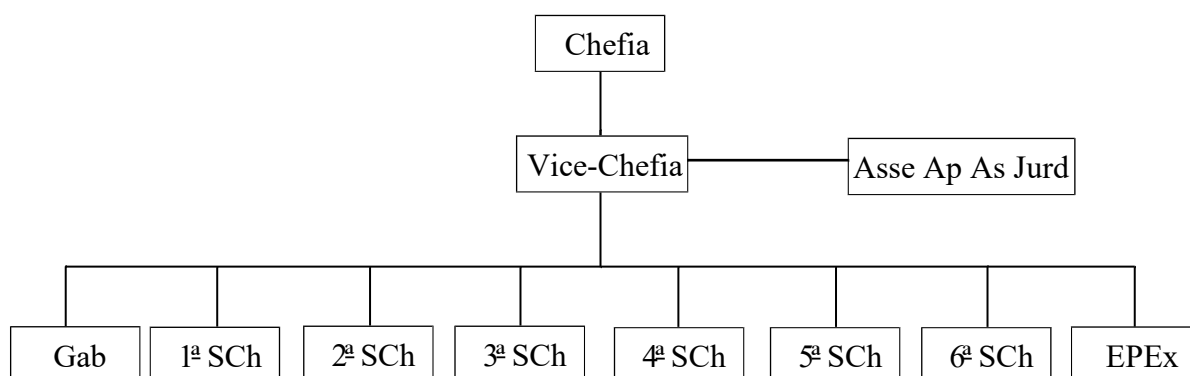 Chefia
Vice-Chefia
Asse Ap As Jurd
Gab
1ª SCh
2ª SCh
3ª SCh
4ª SCh
5ª SCh
6ª SCh
EPEx